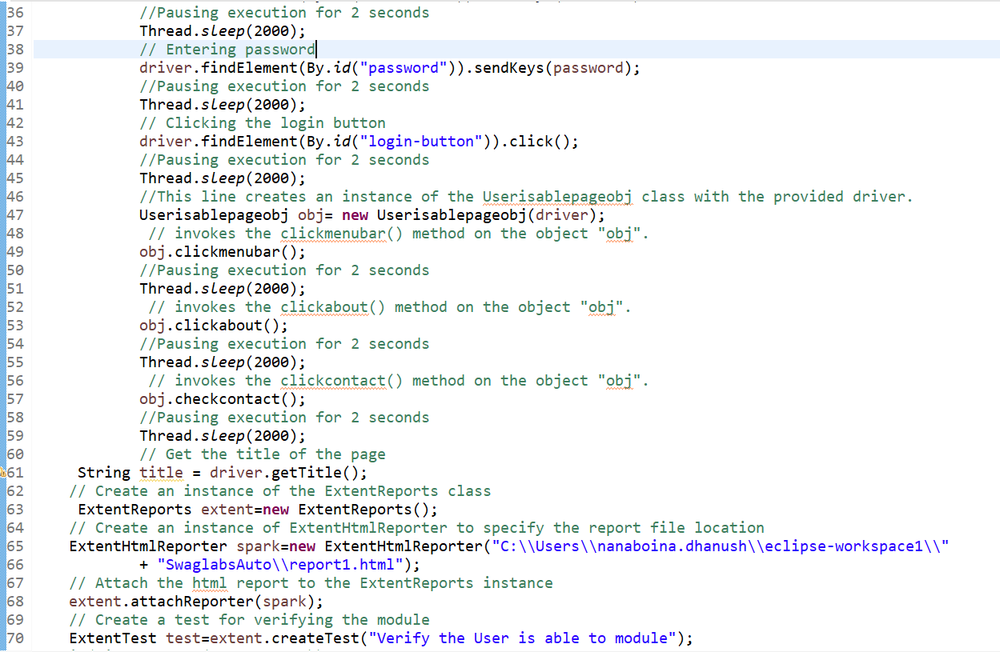 36 //Pausing execution for 2 seconds
37 Thread.sleep(2000);
38 // Entering password
39 driver.findElement(By.id("password")).sendKeys(password);
40 //Pausing execution for 2 seconds
41 Thread.sleep(2000);
42 // Clicking the login button
43 driver.findElement(By.id("login-button")).click();
44 //Pausing execution for 2 seconds
45 Thread.sleep(2000);
46 //This line creates an instance of the Userisablepageobj class with the provided driver.
47 Userisablepageobj obj= new Userisablepageobj(driver);
48 // invokes the clickmenubar() method on the object "obj".
49 obj.clickmenubar();
50 //Pausing execution for 2 seconds
51 Thread.sleep(2000);
52 // invokes the clickabout() method on the object "obj".
53 obj.clickabout();
54 //Pausing execution for 2 seconds
55 Thread.sleep(2000);
56 // invokes the clickcontact() method on the object "obj".
57 obj.checkcontact();
58 //Pausing execution for 2 seconds
59 Thread.sleep(2000);
60 // Get the title of the page
61 String title = driver.getTitle();
62 // Create an instance of the ExtentReports class
63 ExtentReports extent=new ExtentReports();
64 // Create an instance of ExtentHtmlReporter to specify the report file location
65 ExtentHtmlReporter spark=new ExtentHtmlReporter("C:\\Users\\nanaboina.dhanush\\eclipse-workspace1\\"
66 + "SwaglabsAuto\\report1.html");
67 // Attach the html report to the ExtentReports instance
68 extent.attachReporter(spark);
69 // Create a test for verifying the module
70 ExtentTest test=extent.createTest("Verify the User is able to module");